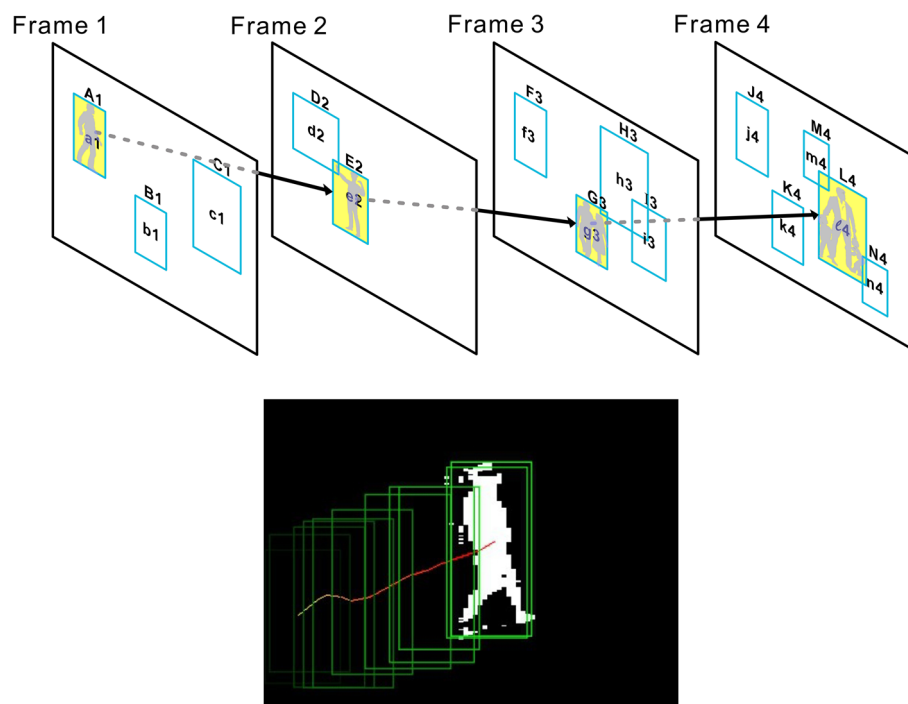 Frame 1
Frame 2
Frame 3
Frame 4
A1
a1
B1
b1
C1
c1
D2
d2
E2
e2
F3
f3
G3
g3
H3
h3
I3
i3
J4
j4
K4
k4
M4
m4
L4
ℓ4
N4
n4